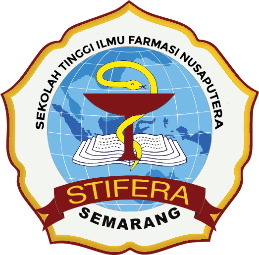 SEKOLAH TINGGI ILMU FARMASI NUSAPUTERA
STIFERA
SEMARANG